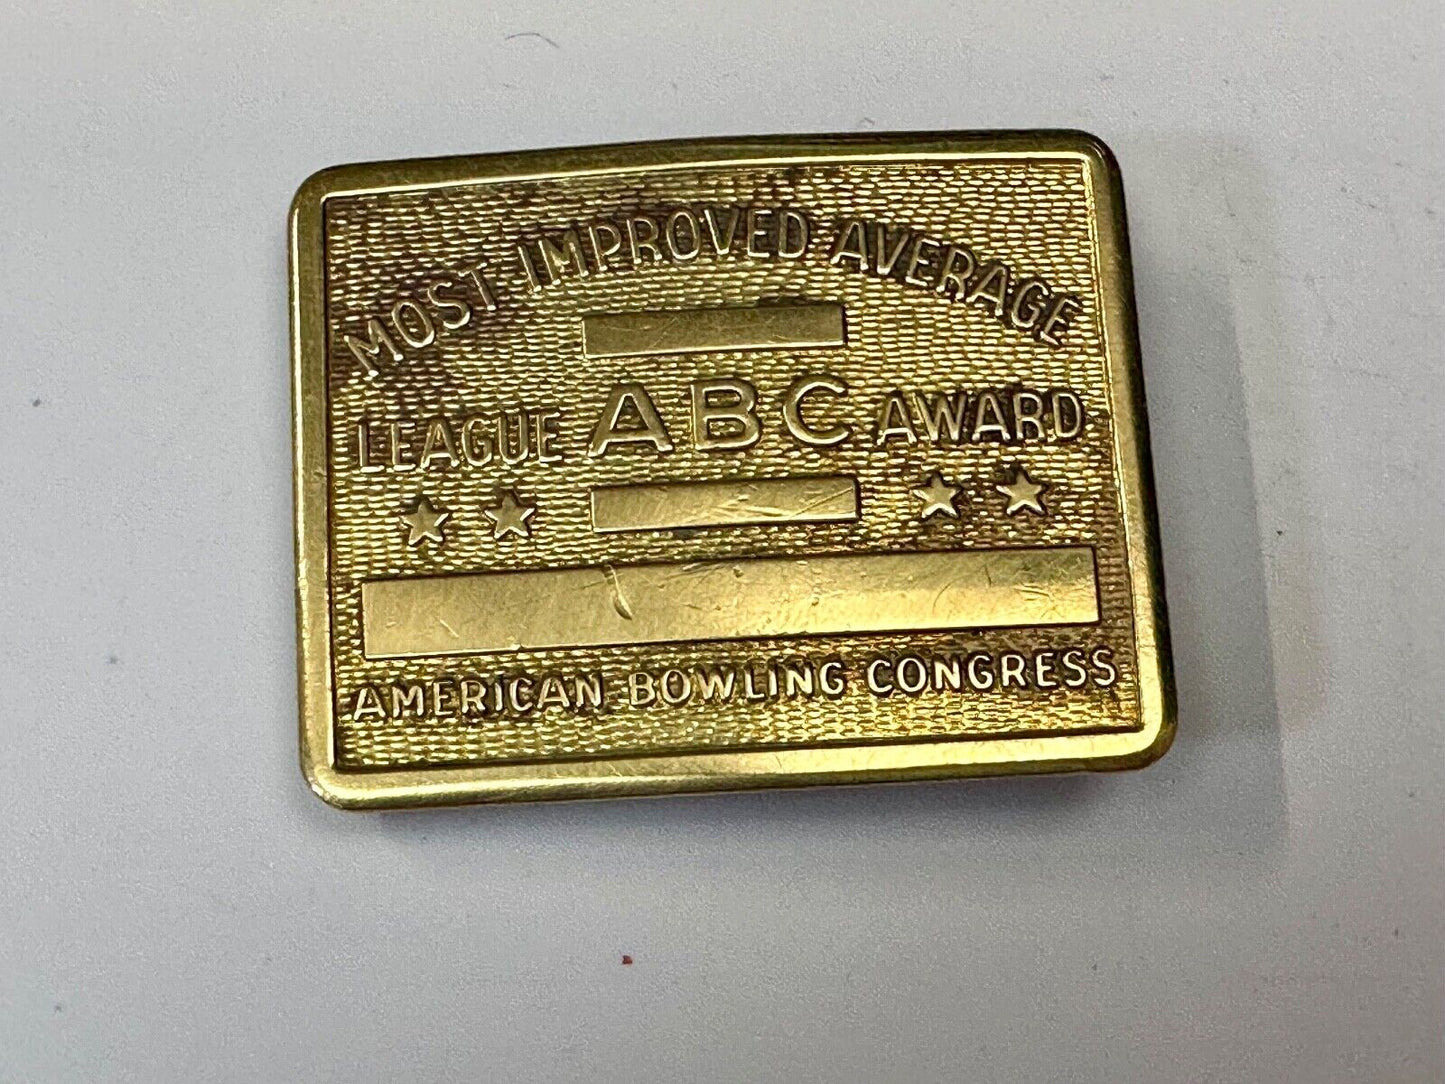 MOST IMPROVED AVERAGE
LEAGUE ABC AWARD
AMERICAN BOWLING CONGRESS